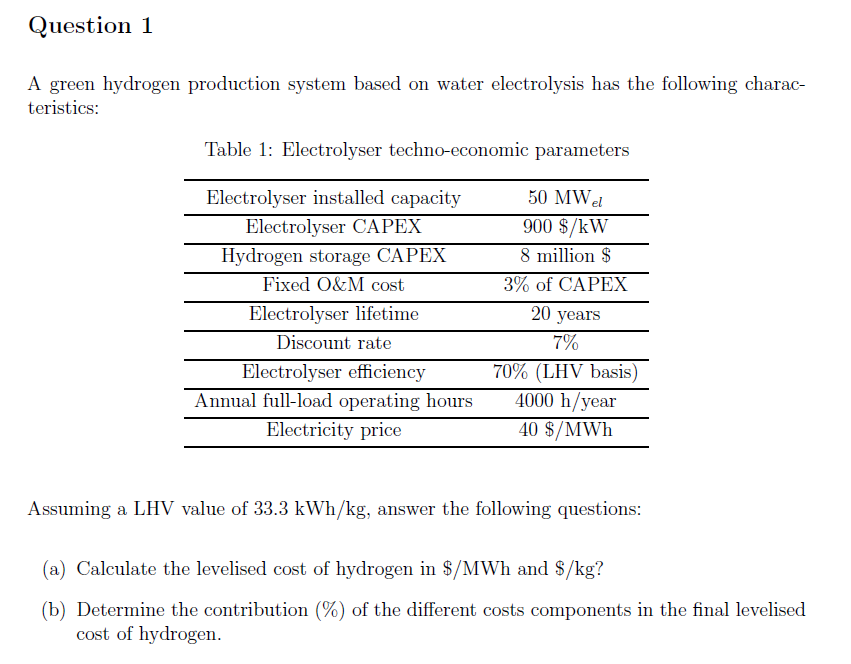 Question 1
A green hydrogen production system based on water electrolysis has the following charac-
teristics:
Table 1: Electrolyser techno-economic parameters
Electrolyser installed capacity 50 MWel
Electrolyser CAPEX 900 $/kW
Hydrogen storage CAPEX 8 million $
Fixed O&M cost 3% of CAPEX
Electrolyser lifetime 20 years
Discount rate 7%
Electrolyser efficiency 70% (LHV basis)
Annual full-load operating hours 4000 h/year
Electricity price 40 $/MWh
Assuming a LHV value of 33.3 kWh/kg, answer the following questions:
(a) Calculate the levelised cost of hydrogen in $/MWh and $/kg?
(b) Determine the contribution (%) of the different costs components in the final levelised
cost of hydrogen.